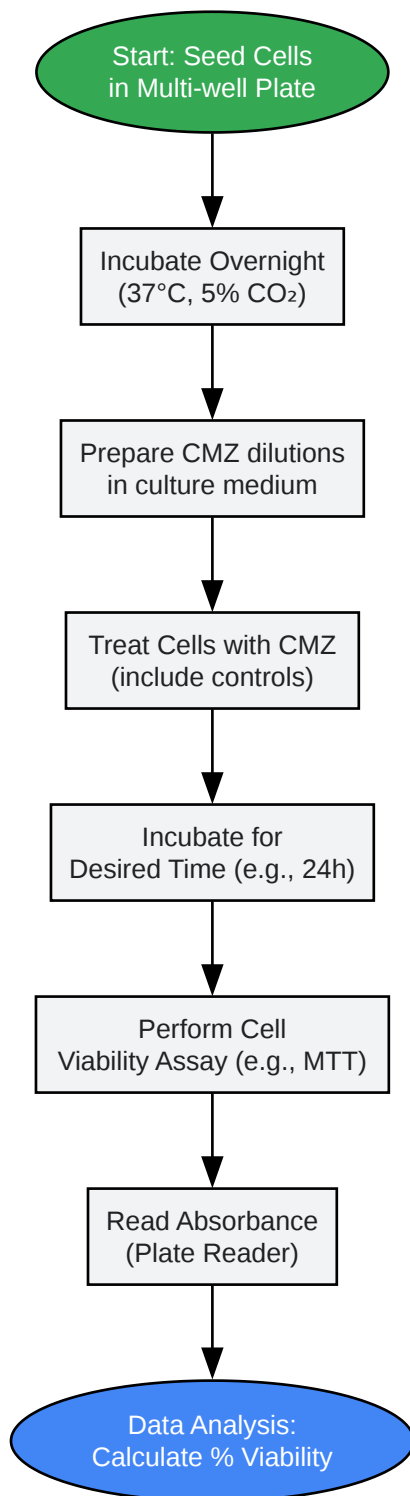 Start: Seed Cells
in Multi-well Plate
Incubate Overnight
(37°C, 5% CO₂)
Prepare CMZ dilutions
in culture medium
Treat Cells with CMZ
(include controls)
Incubate for
Desired Time (e.g., 24h)
Perform Cell
Viability Assay (e.g., MTT)
Read Absorbance
(Plate Reader)
Data Analysis:
Calculate % Viability